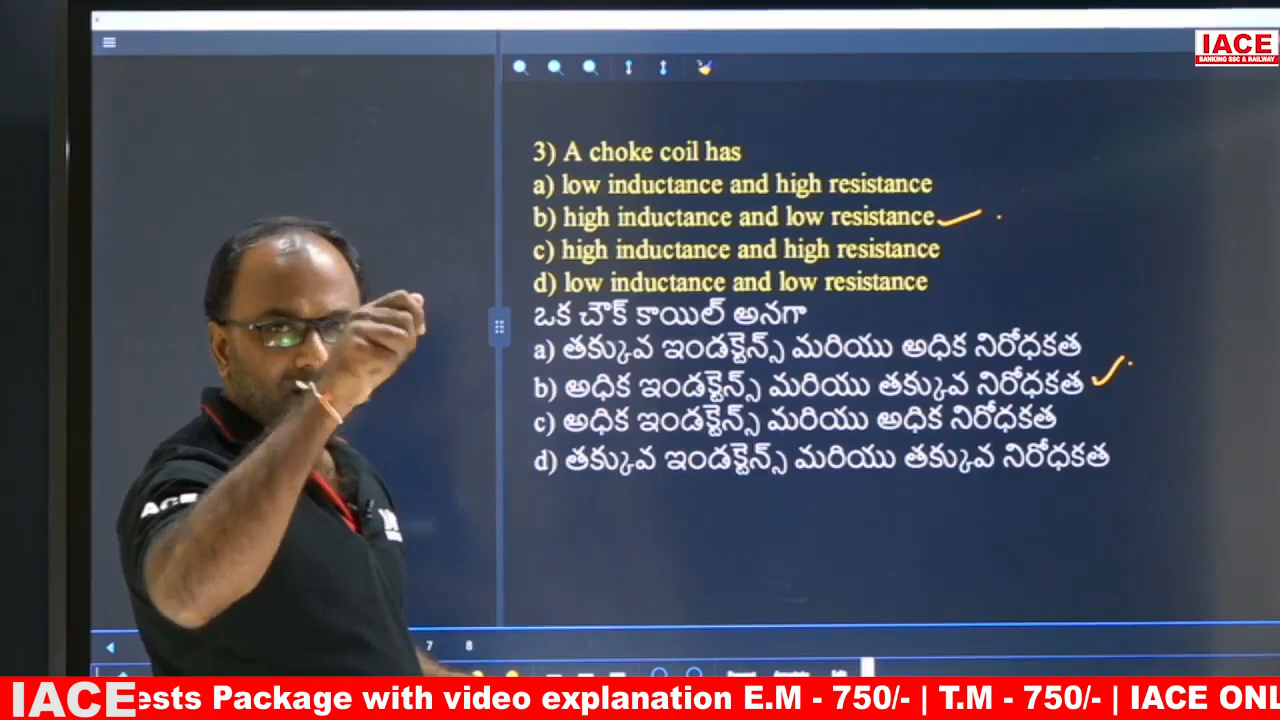 IACE
BANKING SSC & RAILWAY
3) A choke coil has
a) low inductance and high resistance
b) high inductance and low resistance
c) high inductance and high resistance
d) low inductance and low resistance
ఒక చౌక్ కాయిల్ అనగా
a) తక్కువ ఇండక్టెన్స్ మరియు అధిక నిరోధకత
b) అధిక ఇండక్టెన్స్ మరియు తక్కువ నిరోధకత
c) అధిక ఇండక్టెన్స్ మరియు అధిక నిరోధకత
d) తక్కువ ఇండక్టెన్స్ మరియు తక్కువ నిరోధకత
IACE
7 8
IACE ests Package with video explanation E.M - 750/- | T.M - 750/- | IACE ONL